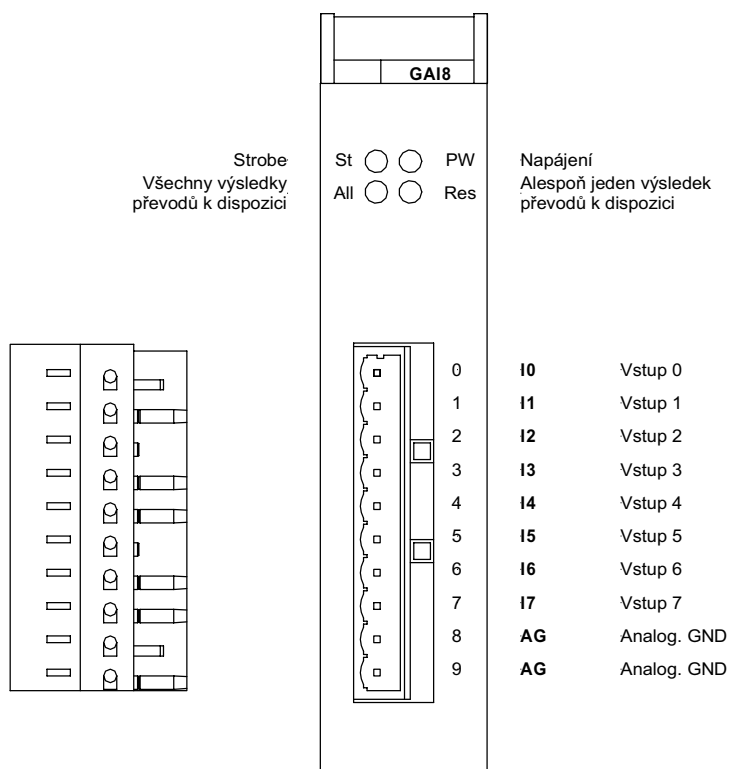 GAI8
Strobe St PW Napájení
Všechny výsledky All Res Alespoň jeden výsledek
převodů k dispozici převodů k dispozici
0 I0 Vstup 0
1 I1 Vstup 1
2 I2 Vstup 2
3 I3 Vstup 3
4 I4 Vstup 4
5 I5 Vstup 5
6 I6 Vstup 6
7 I7 Vstup 7
8 AG Analog. GND
9 AG Analog. GND